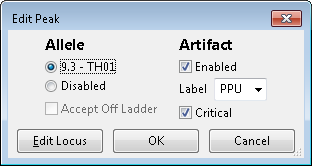 Edit Peak
Allele
9.3 - TH01
Disabled
Accept Off Ladder
Artifact
Enabled
Label PPU
Critical
Edit Locus
OK
Cancel